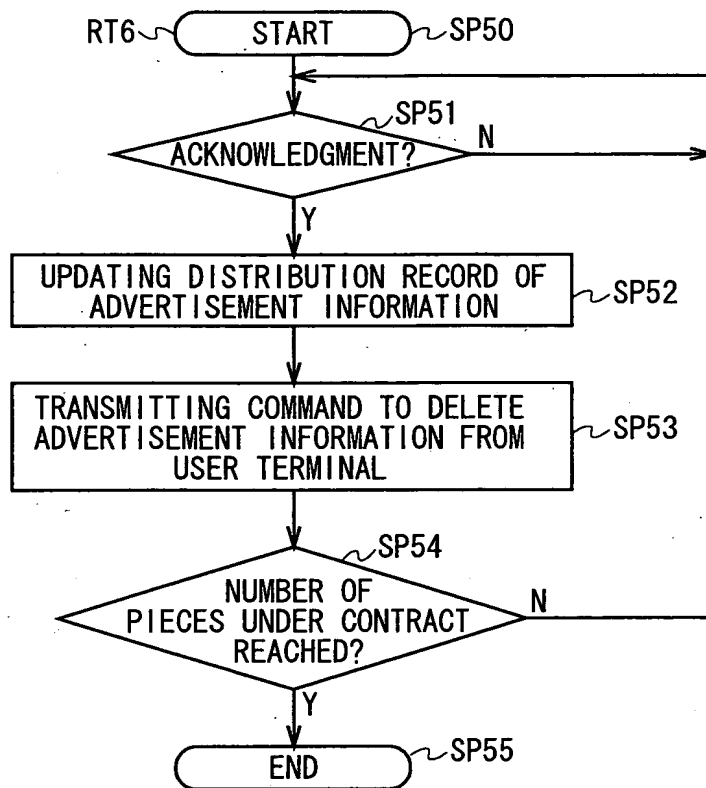 RT6 START SP50
SP51
ACKNOWLEDGMENT? N
Y
UPDATING DISTRIBUTION RECORD OF
ADVERTISEMENT INFORMATION SP52
TRANSMITTING COMMAND TO DELETE
ADVERTISEMENT INFORMATION FROM SP53
USER TERMINAL
SP54
NUMBER OF N
PIECES UNDER CONTRACT
REACHED?
Y
END SP55